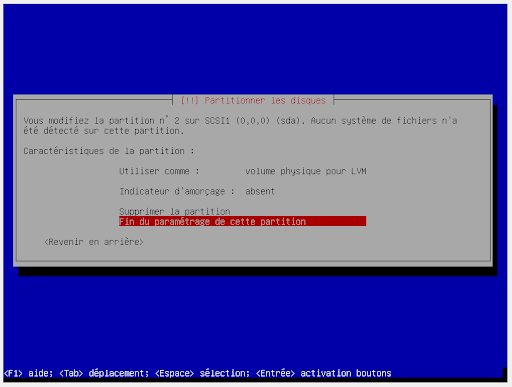 [!!] Partitionner les disques
Vous modifiez la partition n° 2 sur SCSI1 (0,0,0) (sda). Aucun système de fichiers n'a
été détecté sur cette partition.
Caractéristiques de la partition :
Utiliser comme : volume physique pour LVM
Indicateur d'amorçage : absent
Supprimer la partition
Fin du paramétrage de cette partition
<Revenir en arrière>
<F1> aide; <Tab> déplacement; <Espace> sélection; <Entrée> activation boutons